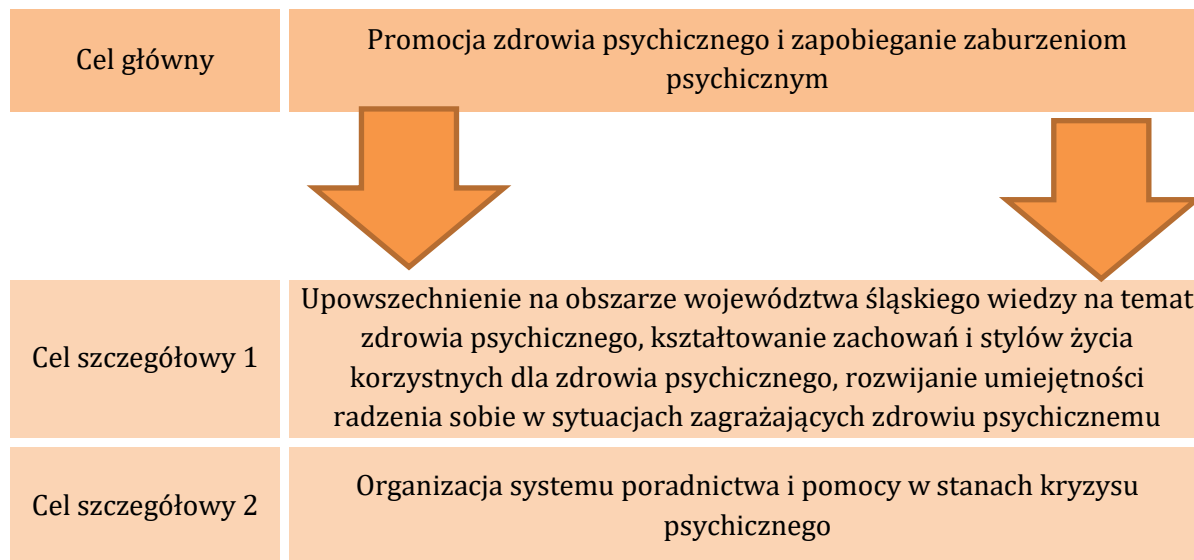 Cel główny
Promocja zdrowia psychicznego i zapobieganie zaburzeniom
psychicznym
Cel szczegółowy 1
Upowszechnienie na obszarze województwa śląskiego wiedzy na temat
zdrowia psychicznego, kształtowanie zachowań i stylów życia
korzystnych dla zdrowia psychicznego, rozwijanie umiejętności
radzenia sobie w sytuacjach zagrażających zdrowiu psychicznemu
Cel szczegółowy 2
Organizacja systemu poradnictwa i pomocy w stanach kryzysu
psychicznego